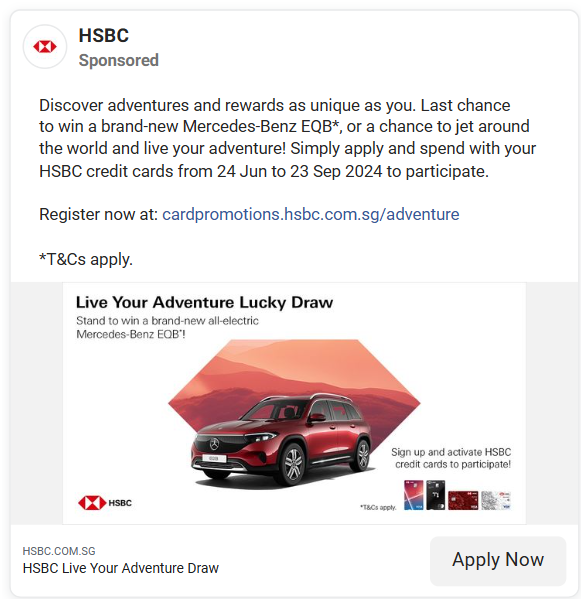 HSBC
Sponsored
Discover adventures and rewards as unique as you. Last chance
to win a brand-new Mercedes-Benz EQB*, or a chance to jet around
the world and live your adventure! Simply apply and spend with your
HSBC credit cards from 24 Jun to 23 Sep 2024 to participate.
Register now at: cardpromotions.hsbc.com.sg/adventure
*T&Cs apply.
Live Your Adventure Lucky Draw
Stand to win a brand-new all-electric
Mercedes-Benz EQB*!
Sign up and activate HSBC
credit cards to participate!
HSBC
*T&Cs apply.
HSBC.COM.SG
HSBC Live Your Adventure Draw
Apply Now